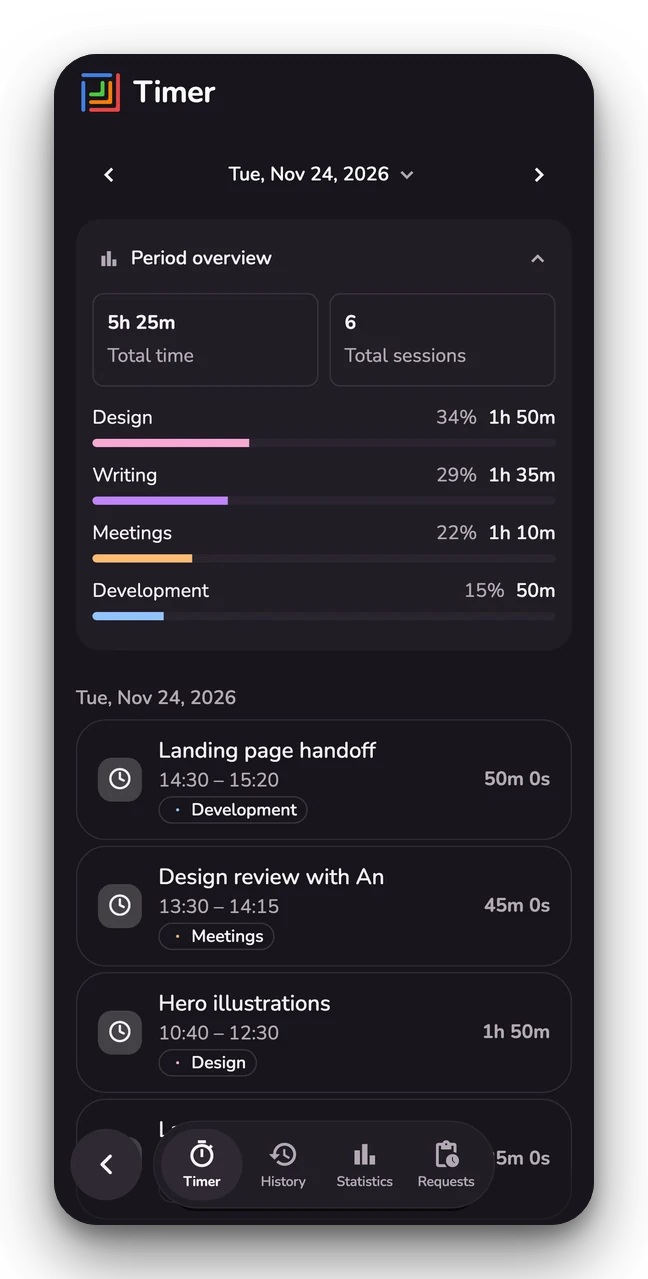 Timer
Tue, Nov 24, 2026
Period overview
5h 25m
Total time
6
Total sessions
Design 34% 1h 50m
Writing 29% 1h 35m
Meetings 22% 1h 10m
Development 15% 50m
Tue, Nov 24, 2026
Landing page handoff
14:30 – 15:20
50m 0s
Development
Design review with An
13:30 – 14:15
45m 0s
Meetings
Hero illustrations
10:40 – 12:30
1h 50m
Design
5m 0s
Timer
History
Statistics
Requests